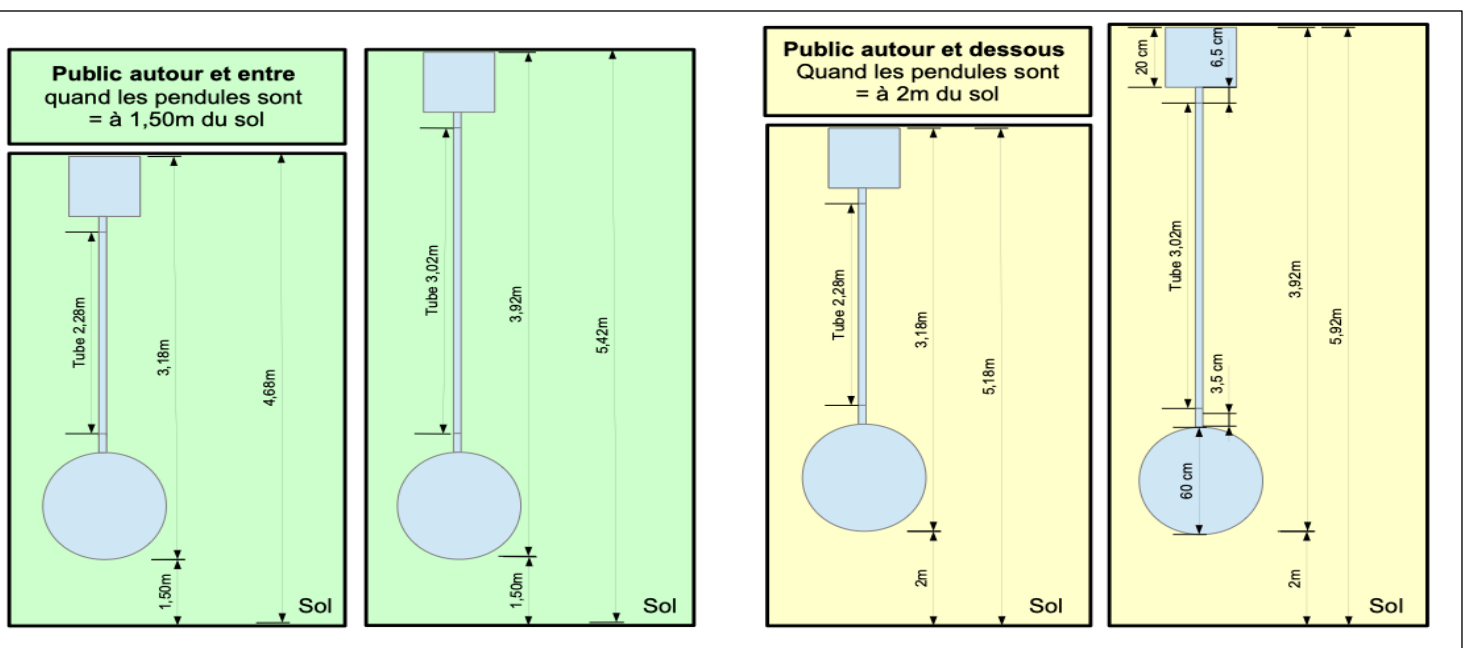 Public autour et entre
quand les pendules sont
= à 1,50m du sol
Tube 2,28m
3,18m
4,68m
1,50m
Sol
Tube 3,02m
3,92m
5,42m
1,50m
Sol
Public autour et dessous
Quand les pendules sont
= à 2m du sol
Tube 2,28m
3,18m
5,18m
2m
Sol
20 cm
6,5 cm
Tube 3,02m
3,92m
5,92m
3,5 cm
60 cm
2m
Sol